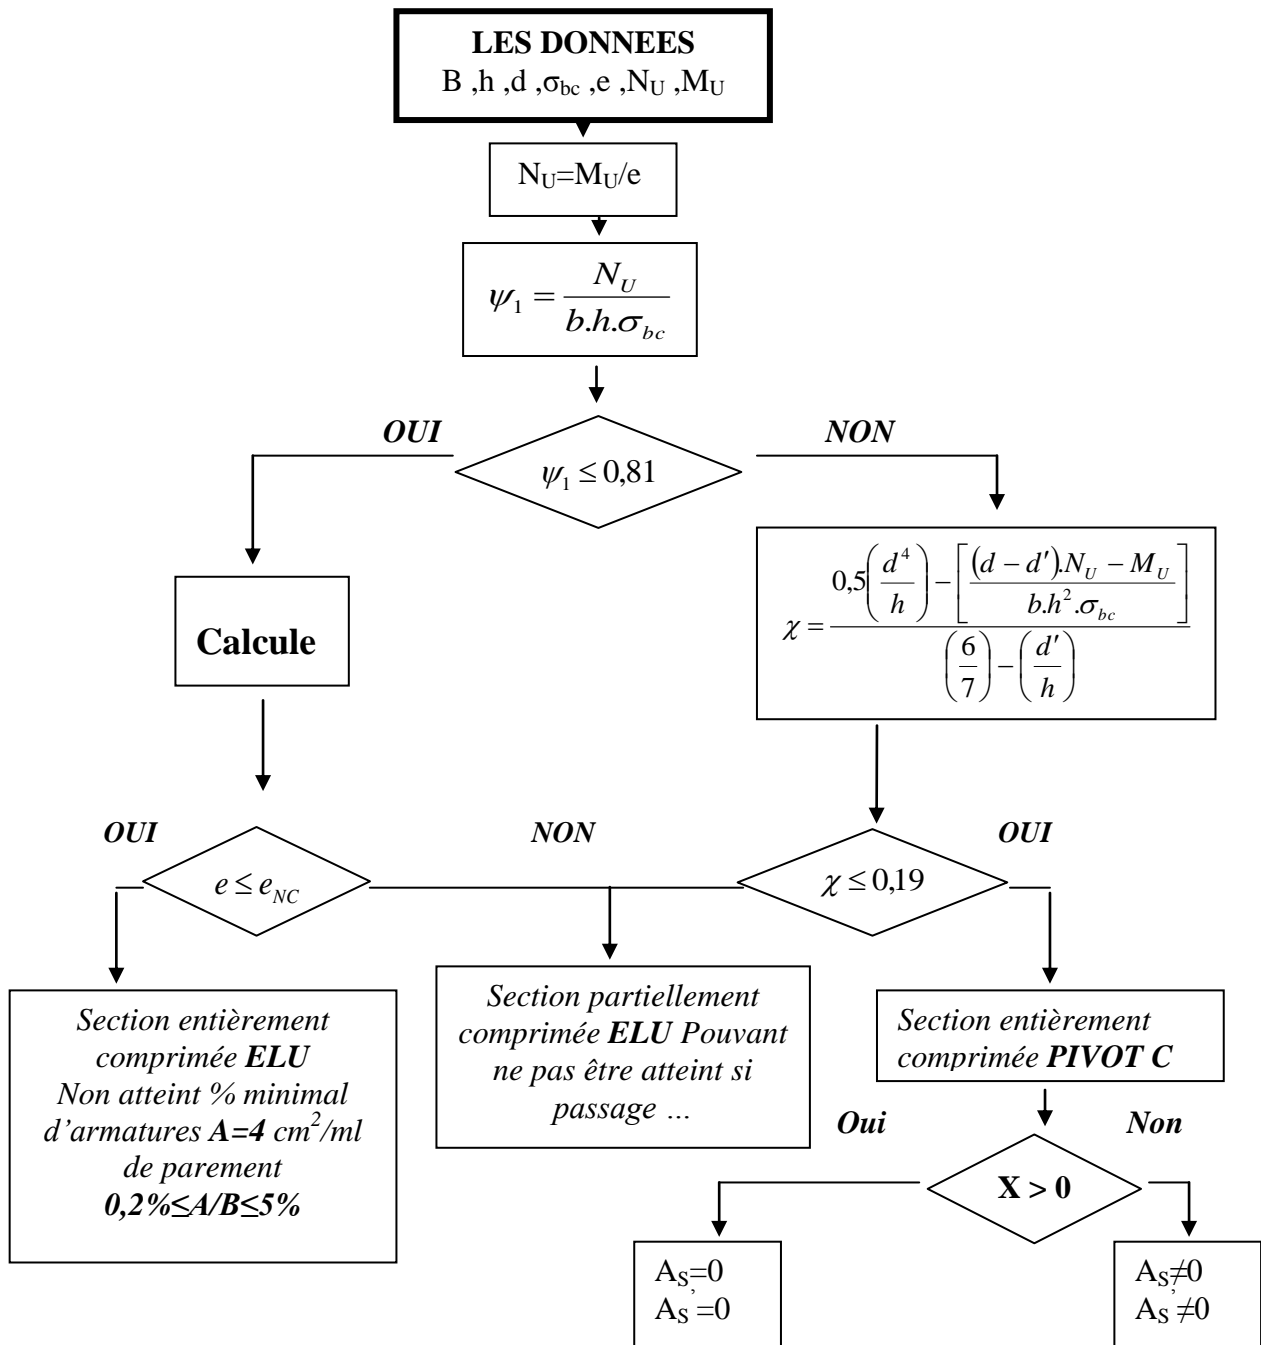 LES DONNEES
B ,h ,d ,σbc ,e ,NU ,MU
NU=MU/e
ψ1 = NU / b.h.σbc
OUI
NON
ψ1 ≤ 0,81
Calcule
χ = (0,5(d4/h) − [((d − d′).NU − MU) / b.h2.σbc]) / ((6/7) − (d′/h))
OUI
NON
OUI
e ≤ eNC
χ ≤ 0,19
Section entièrement
comprimée ELU
Non atteint % minimal
d'armatures A=4 cm2/ml
de parement
0,2%≤A/B≤5%
Section partiellement
comprimée ELU Pouvant
ne pas être atteint si
passage …
Section entièrement
comprimée PIVOT C
Oui
Non
X > 0
AS=0
AS'=0
AS≠0
AS'≠0